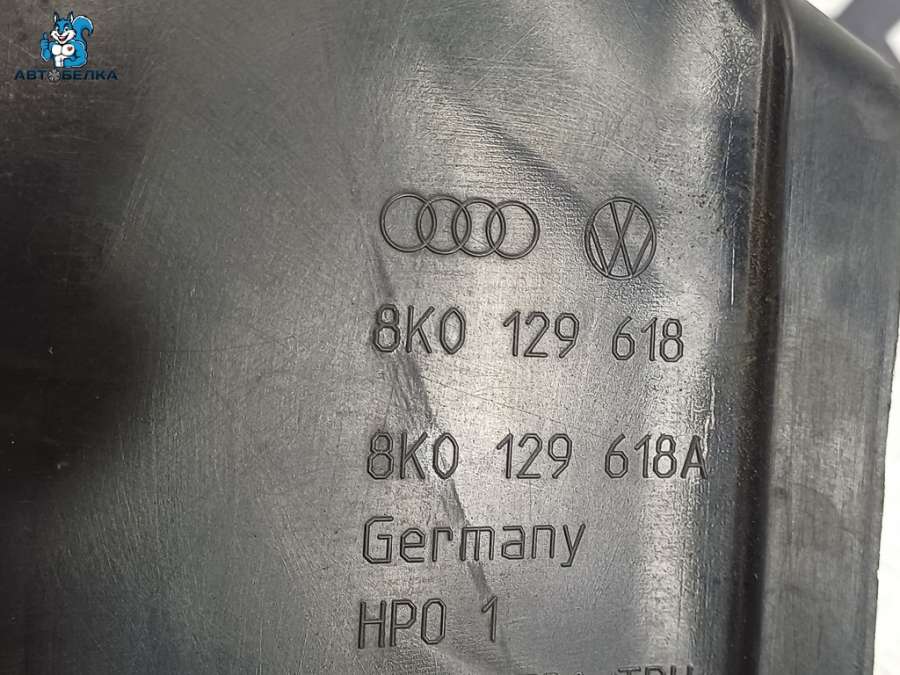 АВТОБЕЛКА
8K0 129 618
8K0 129 618A
Germany
HPO 1